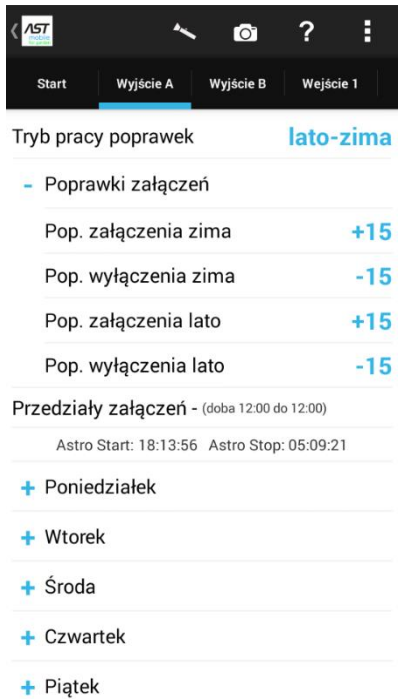 AST
mobile
?
Start Wyjście A Wyjście B Wejście 1
Tryb pracy poprawek lato-zima
- Poprawki załączeń
Pop. załączenia zima +15
Pop. wyłączenia zima -15
Pop. załączenia lato +15
Pop. wyłączenia lato -15
Przedziały załączeń - (doba 12:00 do 12:00)
Astro Start: 18:13:56 Astro Stop: 05:09:21
+ Poniedziałek
+ Wtorek
+ Środa
+ Czwartek
+ Piątek